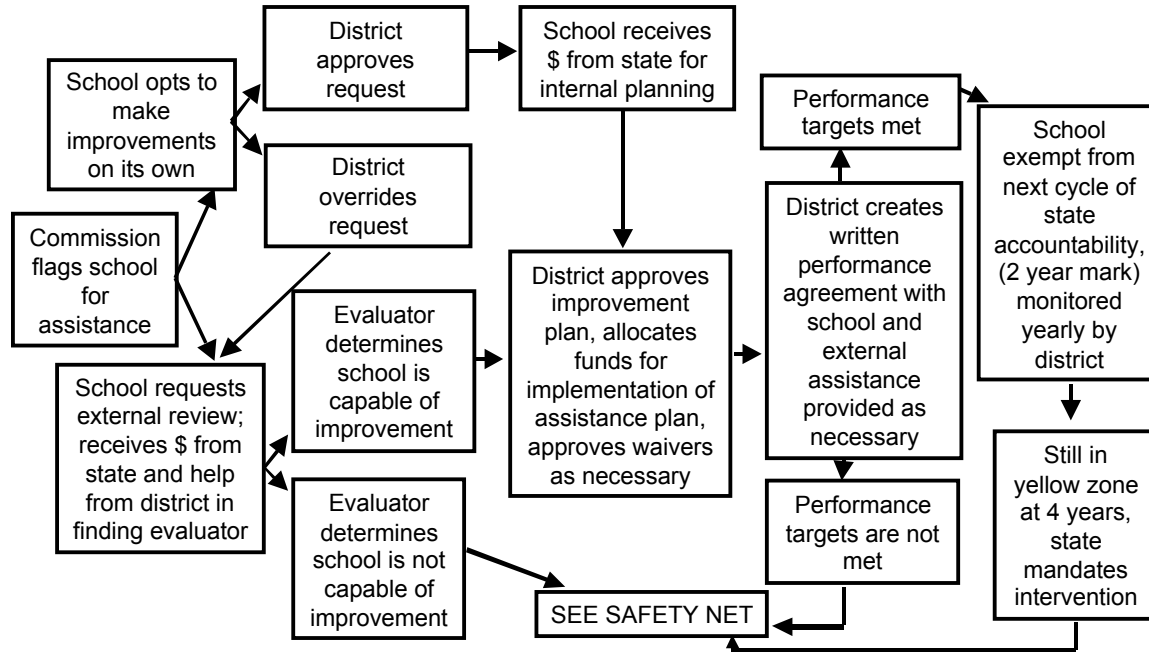 School opts to
make
improvements
on its own
District
approves
request
School receives
$ from state for
internal planning
Performance
targets met
School
exempt from
next cycle of
state
accountability,
(2 year mark)
monitored
yearly by
district
District
overrides
request
Commission
flags school
for
assistance
Evaluator
determines
school is
capable of
improvement
District approves
improvement
plan, allocates
funds for
implementation of
assistance plan,
approves waivers
as necessary
District creates
written
performance
agreement with
school and
external
assistance
provided as
necessary
School requests
external review;
receives $ from
state and help
from district in
finding evaluator
Evaluator
determines
school is not
capable of
improvement
Performance
targets are not
met
Still in
yellow zone
at 4 years,
state
mandates
intervention
SEE SAFETY NET